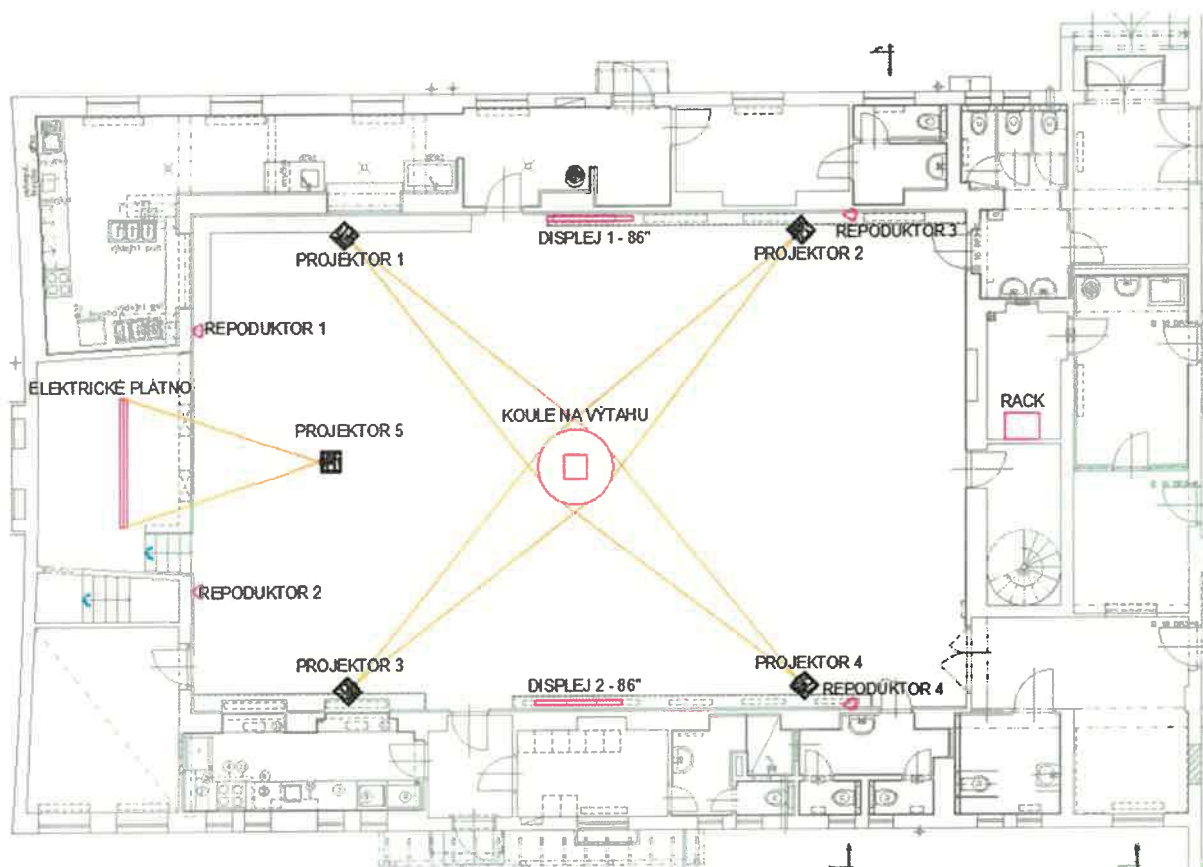 DISPLEJ 1 - 86"
REPODUKTOR 3
PROJEKTOR 1
PROJEKTOR 2
REPODUKTOR 1
ELEKTRICKÉ PLÁTNO
KOULE NA VÝTAHU
RACK
PROJEKTOR 5
REPODUKTOR 2
PROJEKTOR 3
PROJEKTOR 4
DISPLEJ 2 - 86"
REPODUKTOR 4